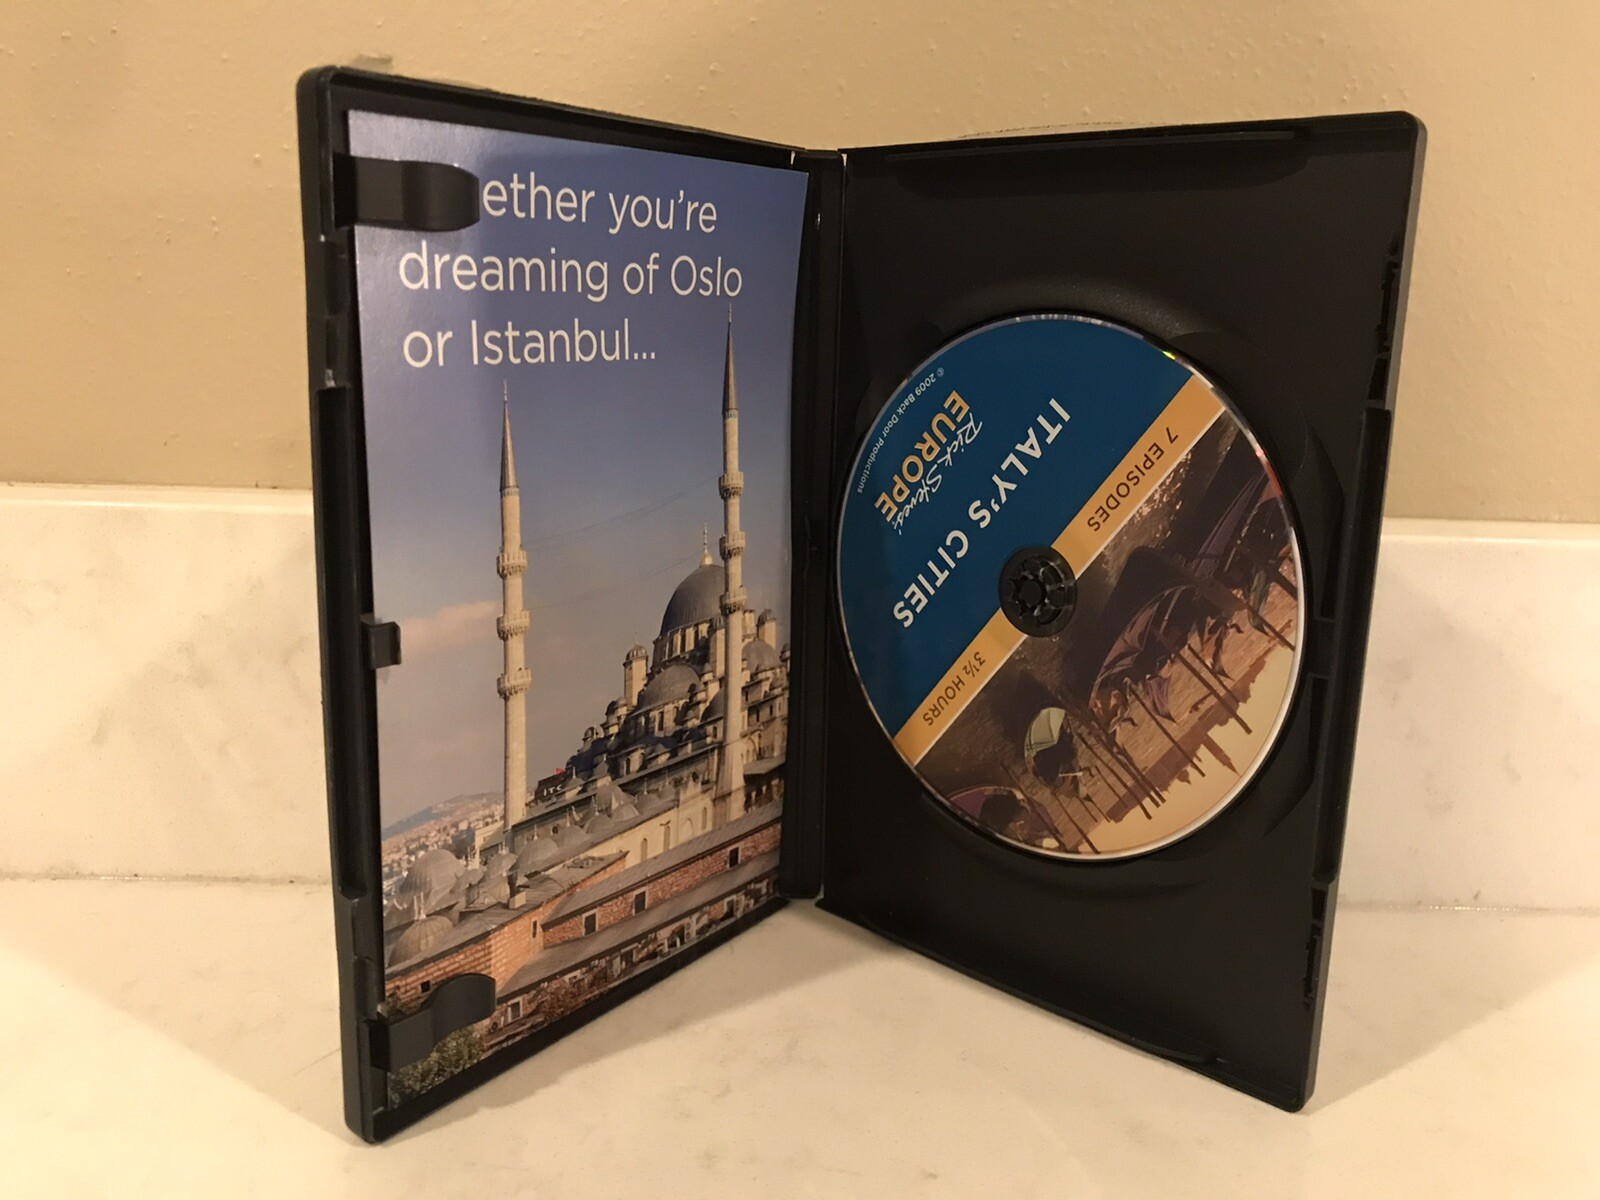 ether you're
dreaming of Oslo
or Istanbul...
ITC
© 2009 Back Door Productions
Rick Steves'
EUROPE
ITALY'S CITIES
7 EPISODES
3½ HOURS